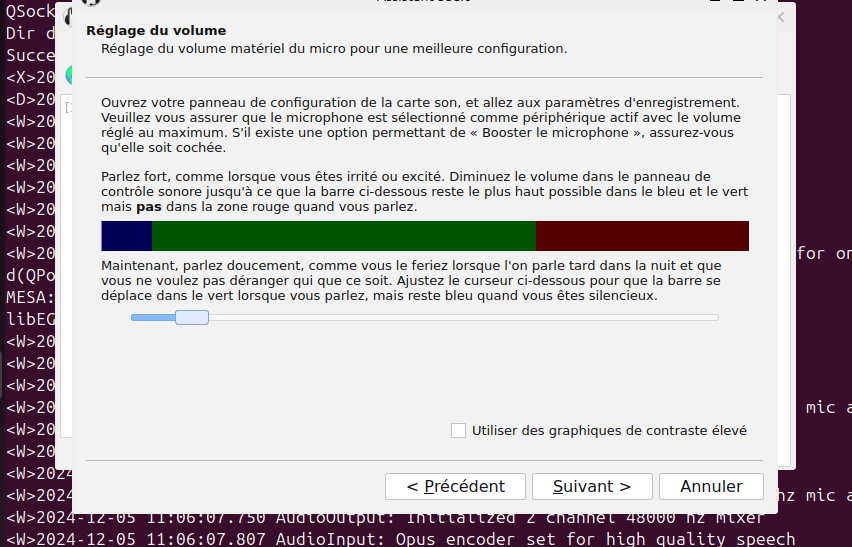 QSock
Dir d
Réglage du volume
Succe
Réglage du volume matériel du micro pour une meilleure configuration.
<X>20
<D>20
Ouvrez votre panneau de configuration de la carte son, et allez aux paramètres d'enregistrement.
<W>20
Veuillez vous assurer que le microphone est sélectionné comme périphérique actif avec le volume
réglé au maximum. S'il existe une option permettant de « Booster le microphone », assurez-vous
<W>20
qu'elle soit cochée.
<W>20
Parlez fort, comme lorsque vous êtes irrité ou excité. Diminuez le volume dans le panneau de
<W>20
contrôle sonore jusqu'à ce que la barre ci-dessous reste le plus haut possible dans le bleu et le vert
mais pas dans la zone rouge quand vous parlez.
<W>20
<W>20
<W>20
for on
d(QPo
Maintenant, parlez doucement, comme vous le feriez lorsque l'on parle tard dans la nuit et que
vous ne voulez pas déranger qui que ce soit. Ajustez le curseur ci-dessous pour que la barre se
MESA:
déplace dans le vert lorsque vous parlez, mais reste bleu quand vous êtes silencieux.
libEG
<W>20
<W>20
<W>20
<W>20
mic a
<W>20
Utiliser des graphiques de contraste élevé
<W>20
<W>2024
< Précédent
Suivant >
Annuler
<W>2024
hz mic a
<W>2024-12-05 11:06:07.750 AudioOutput: Initialized 2 channel 48000 hz mixer
<W>2024-12-05 11:06:07.807 AudioInput: Opus encoder set for high quality speech